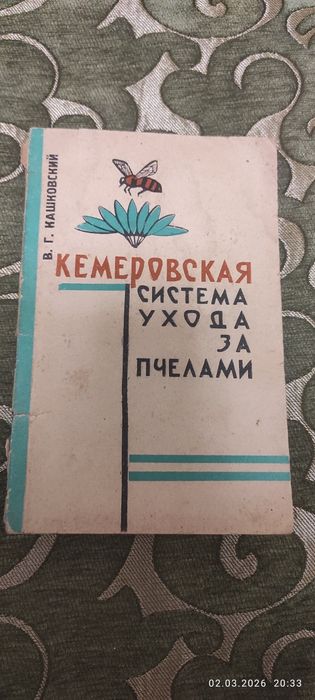 В. Г. КАШКОВСКИЙ
КЕМЕРОВСКАЯ
СИСТЕМА
УХОДА
ЗА
ПЧЕЛАМИ
02.03.2026 20:33